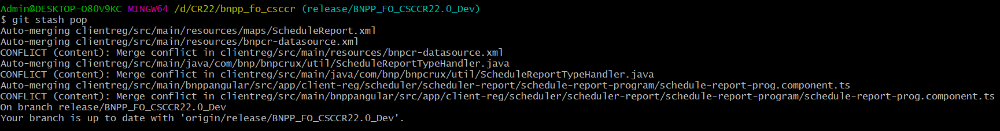 Admin@DESKTOP-O8OV9KC MINGW64 /d/CR22/bnpp_fo_csccr (release/BNPP_FO_CSCCR22.0_Dev)
$ git stash pop
Auto-merging clientreg/src/main/resources/maps/ScheduleReport.xml
Auto-merging clientreg/src/main/resources/bnpcr-datasource.xml
CONFLICT (content): Merge conflict in clientreg/src/main/resources/bnpcr-datasource.xml
Auto-merging clientreg/src/main/java/com/bnp/bnpcrux/util/ScheduleReportTypeHandler.java
CONFLICT (content): Merge conflict in clientreg/src/main/java/com/bnp/bnpcrux/util/ScheduleReportTypeHandler.java
Auto-merging clientreg/src/main/bnppangular/src/app/client-reg/scheduler/scheduler-report/schedule-report-program/schedule-report-prog.component.ts
CONFLICT (content): Merge conflict in clientreg/src/main/bnppangular/src/app/client-reg/scheduler/scheduler-report/schedule-report-program/schedule-report-prog.component.ts
On branch release/BNPP_FO_CSCCR22.0_Dev
Your branch is up to date with 'origin/release/BNPP_FO_CSCCR22.0_Dev'.